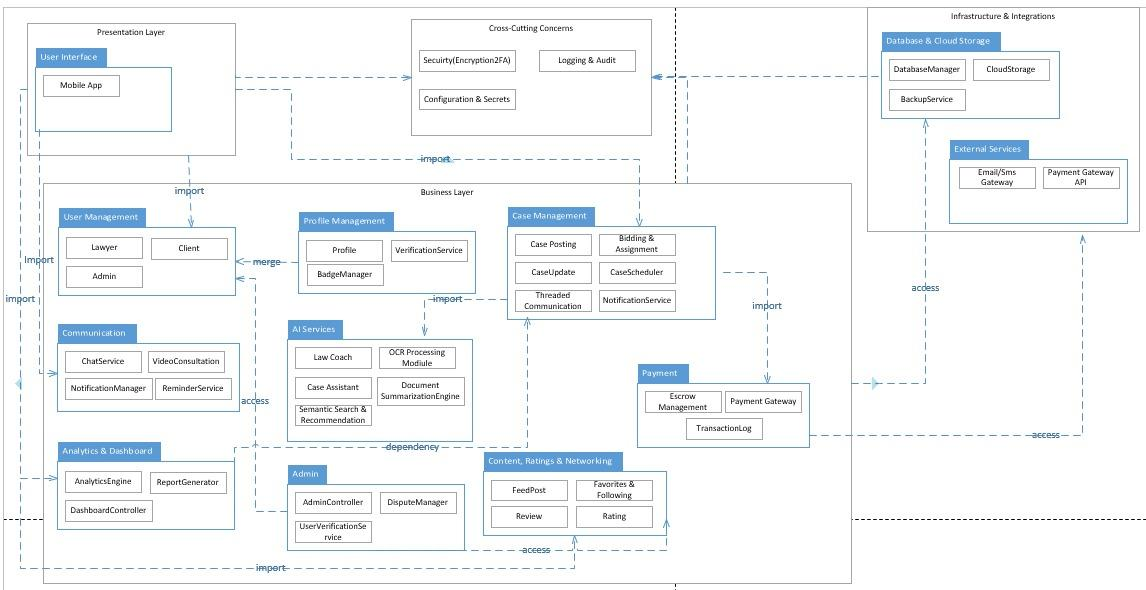 Presentation Layer
User Interface
Mobile App
Cross-Cutting Concerns
Secuirty(Encryption2FA)
Logging & Audit
Configuration & Secrets
Infrastructure & Integrations
Database & Cloud Storage
DatabaseManager
CloudStorage
BackupService
External Services
Email/Sms
Gateway
Payment Gateway
API
import
import
Business Layer
User Management
Lawyer
Client
Admin
Profile Management
Profile
VerificationService
BadgeManager
Case Management
Case Posting
Bidding &
Assignment
CaseUpdate
CaseScheduler
Threaded
Communication
NotificationService
merge
Import
import
import
import
access
Communication
ChatService
VideoConsultation
NotificationManager
ReminderService
AI Services
Law Coach
OCR Processing
Module
Case Assistant
Document
SummarizationEngine
Semantic Search &
Recommendation
Payment
Escrow
Management
Payment Gateway
TransactionLog
access
access
dependency
Analytics & Dashboard
AnalyticsEngine
ReportGenerator
DashboardController
Admin
AdminController
DisputeManager
UserVerificationSe
rvice
Content, Ratings & Networking
FeedPost
Favorites &
Following
Review
Rating
access
import